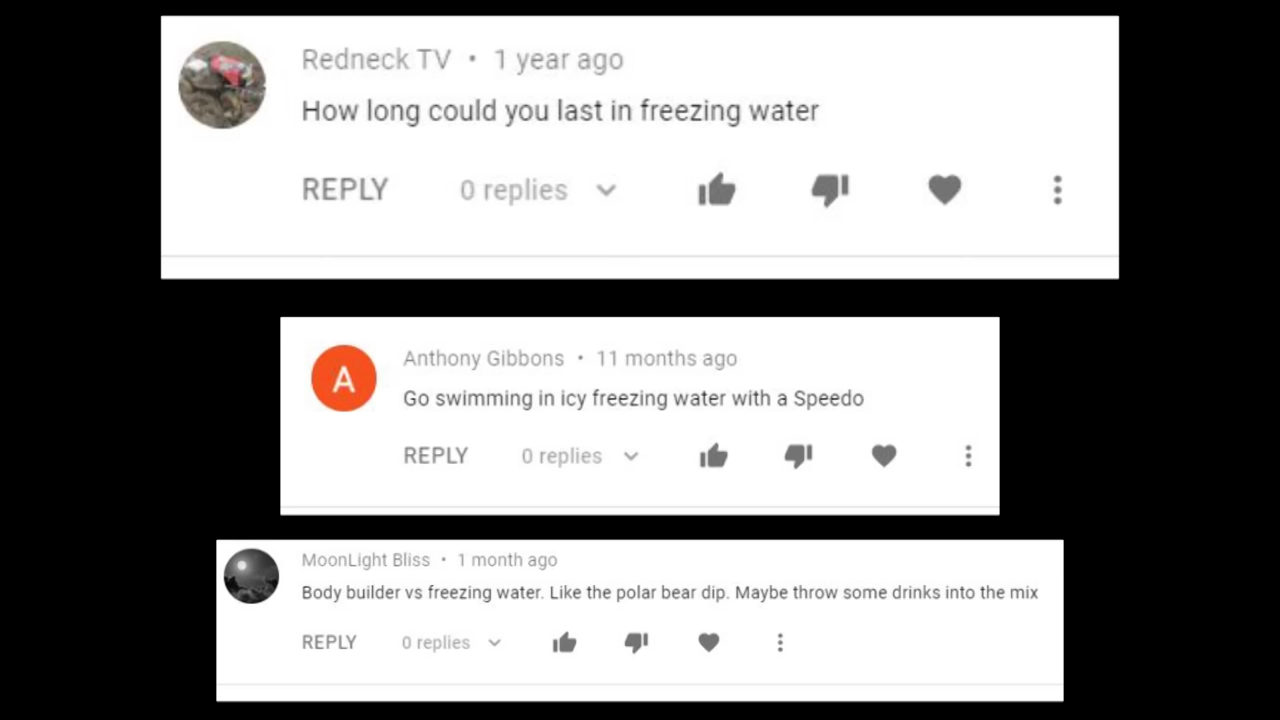 Redneck TV • 1 year ago
How long could you last in freezing water
REPLY 0 replies
A
Anthony Gibbons • 11 months ago
Go swimming in icy freezing water with a Speedo
REPLY 0 replies
MoonLight Bliss • 1 month ago
Body builder vs freezing water. Like the polar bear dip. Maybe throw some drinks into the mix
REPLY 0 replies